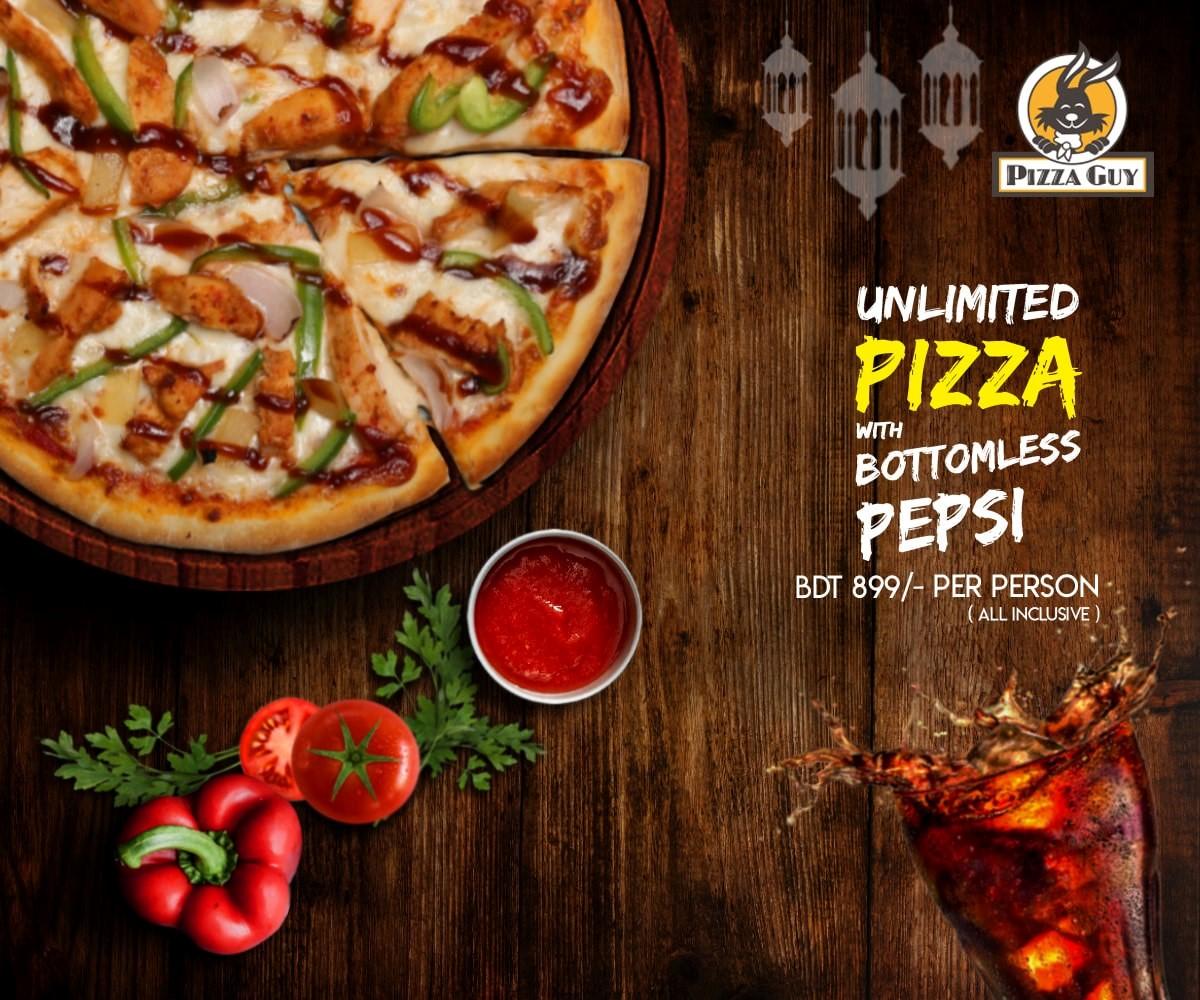 PIZZA GUY
UNLIMITED
PIZZA
WITH
BOTTOMLESS
PEPSI
BDT 899/- PER PERSON
( ALL INCLUSIVE )